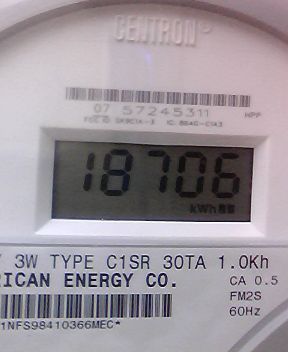 CENTRON
07 57245311 HPP
18706
kWh
3W TYPE C1SR 30TA 1.0Kh
RICAN ENERGY CO. CA 0.5
FM2S
60Hz
1NFS98410366MEC*